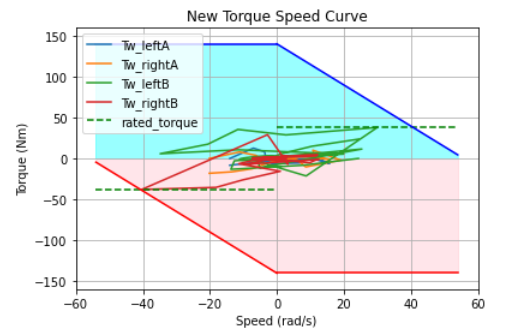 New Torque Speed Curve
Tw_leftA
Tw_rightA
Tw_leftB
Tw_rightB
rated_torque
150
100
50
0
−50
−100
−150
Torque (Nm)
−60 −40 −20 0 20 40 60
Speed (rad/s)